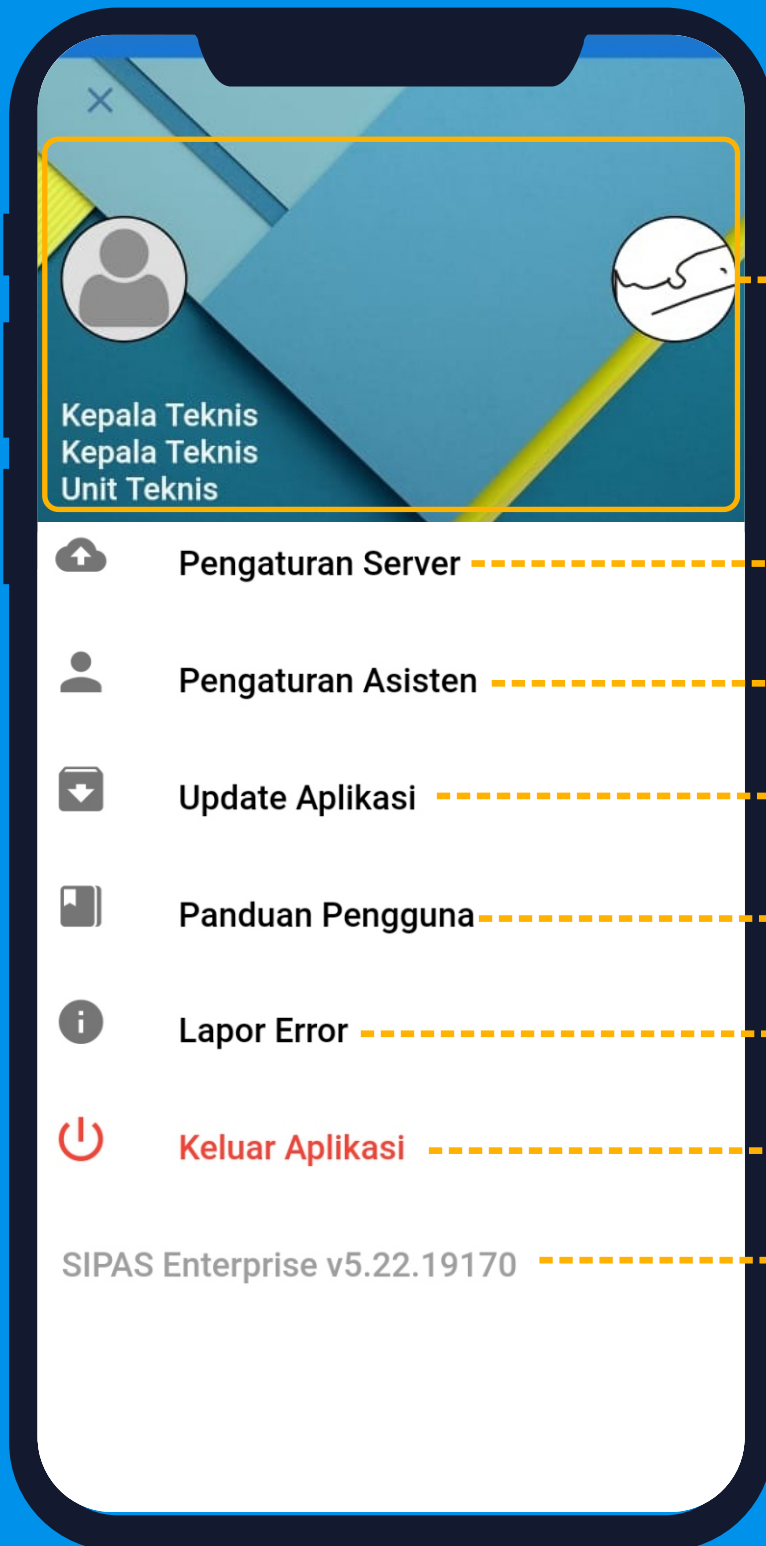 Kepala Teknis
Kepala Teknis
Unit Teknis
Pengaturan Server
Pengaturan Asisten
Update Aplikasi
Panduan Pengguna
Lapor Error
Keluar Aplikasi
SIPAS Enterprise v5.22.19170